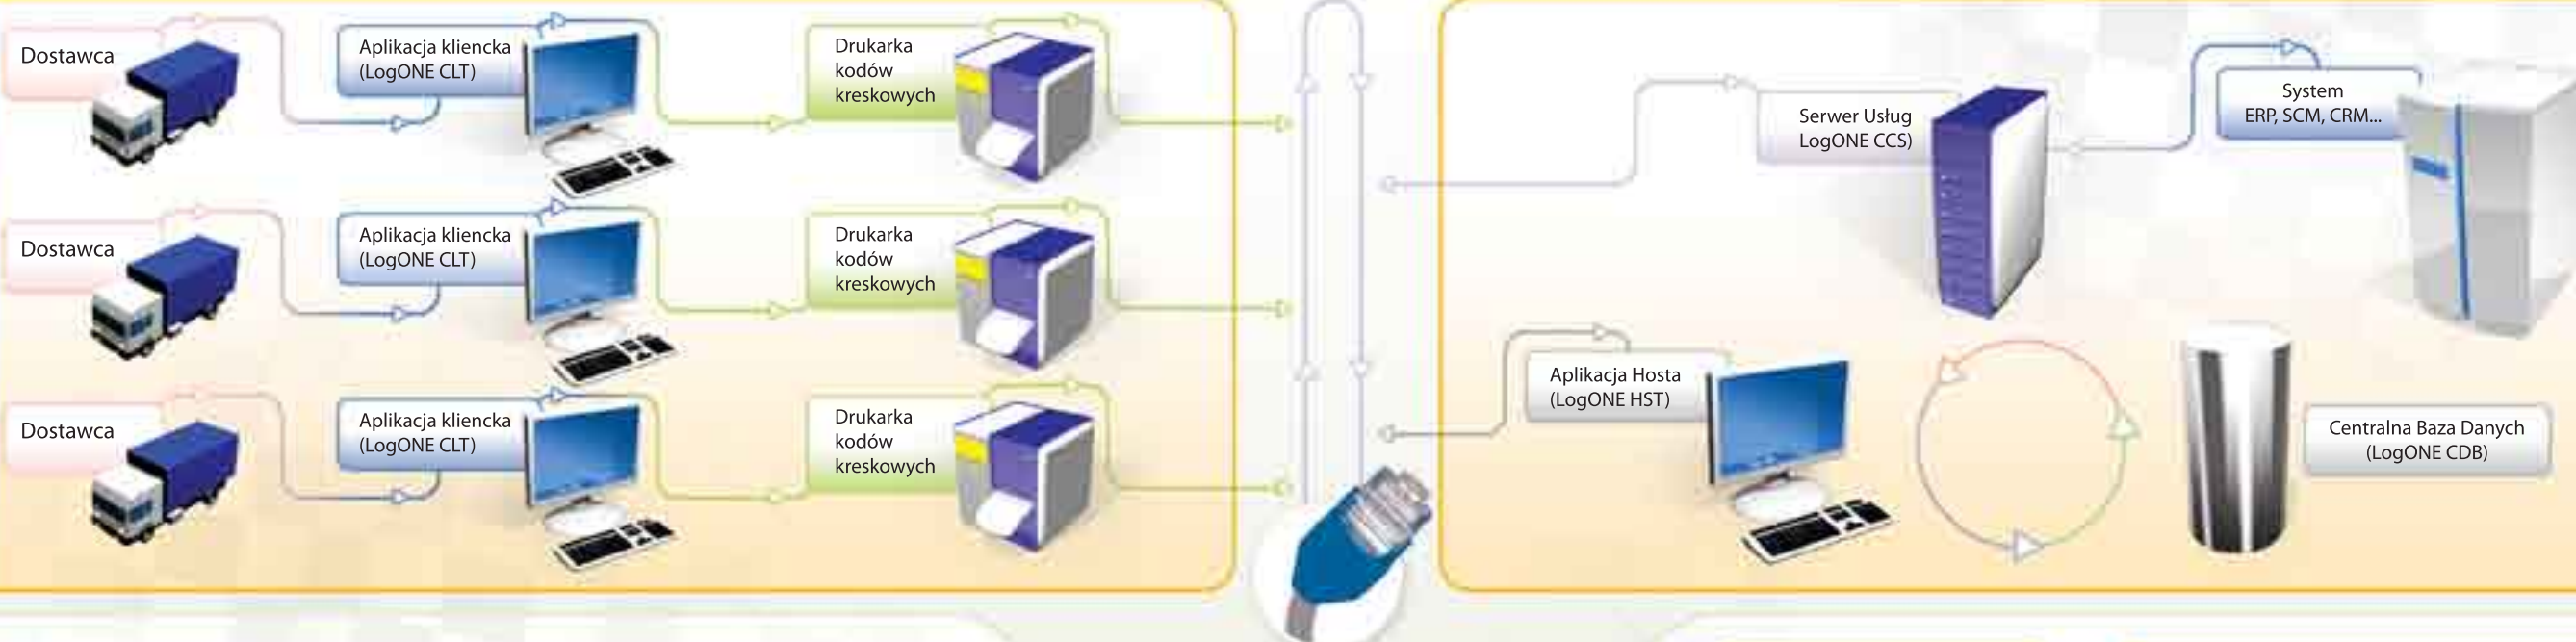 Dostawca
Aplikacja kliencka
(LogONE CLT)
Drukarka
kodów
kreskowych
Dostawca
Aplikacja kliencka
(LogONE CLT)
Drukarka
kodów
kreskowych
Dostawca
Aplikacja kliencka
(LogONE CLT)
Drukarka
kodów
kreskowych
Serwer Usług
LogONE CCS)
System
ERP, SCM, CRM...
Aplikacja Hosta
(LogONE HST)
Centralna Baza Danych
(LogONE CDB)